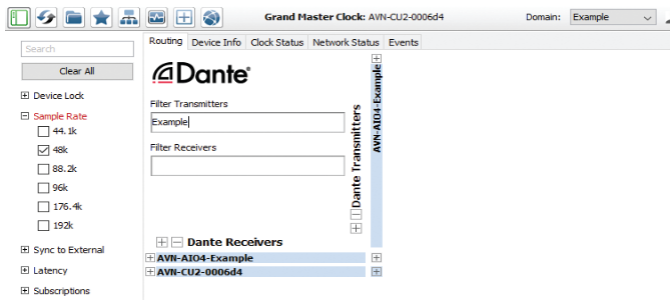 Grand Master Clock: AVN-CU2-0006d4
Domain: Example
Search
Clear All
Device Lock
Sample Rate
44.1k
48k
88.2k
96k
176.4k
192k
Sync to External
Latency
Subscriptions
Routing Device Info Clock Status Network Status Events
Dante®
Filter Transmitters
Example
Filter Receivers
Dante Transmitters
AVN-AIO4-Example
Dante Receivers
AVN-AIO4-Example
AVN-CU2-0006d4